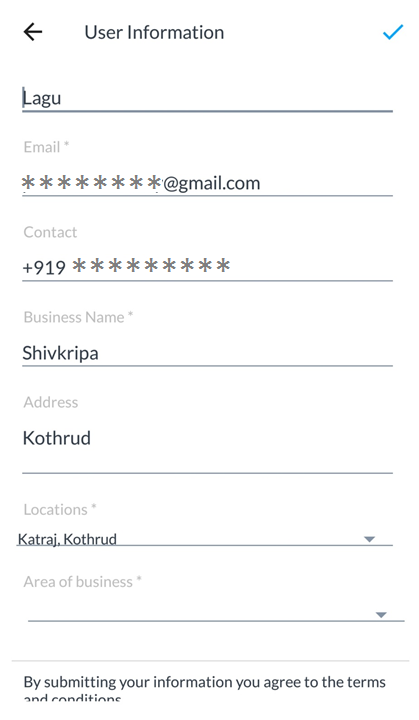 User Information
Lagu
Email *
********@gmail.com
Contact
+919 *********
Business Name *
Shivkripa
Address
Kothrud
Locations *
Katraj, Kothrud
Area of business *
By submitting your information you agree to the terms
and conditions